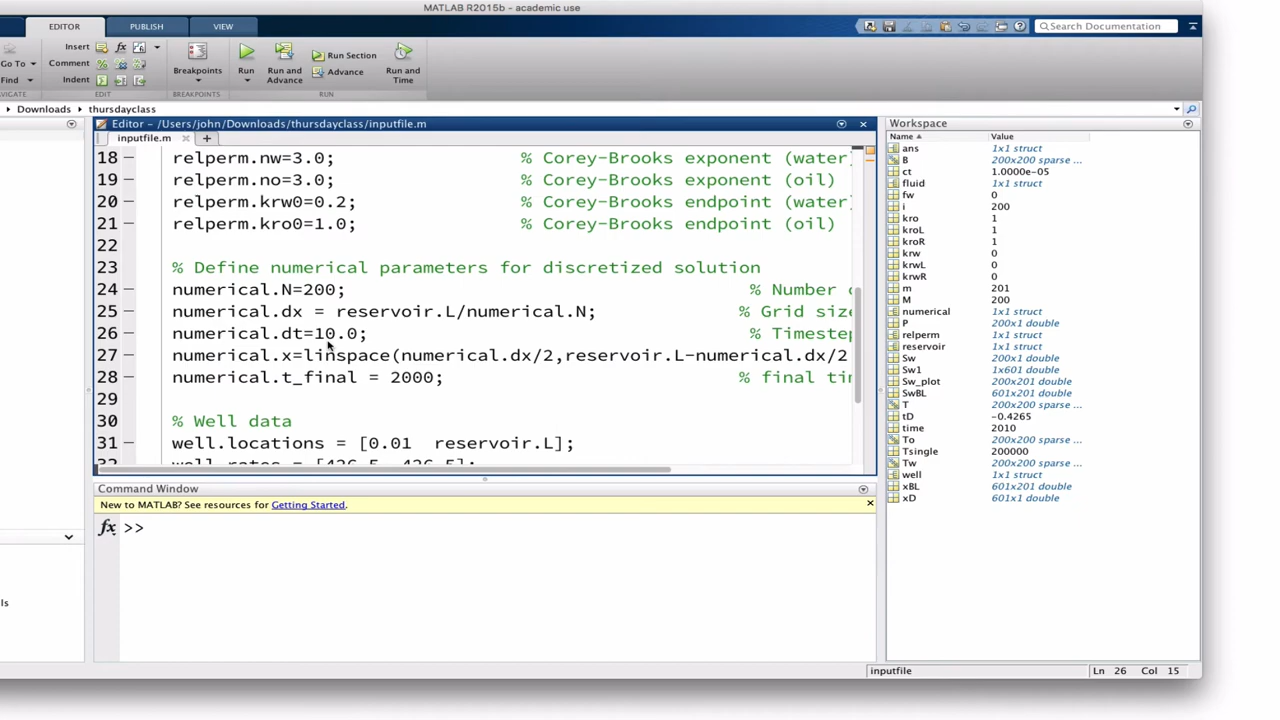 MATLAB R2015b - academic use
EDITOR PUBLISH VIEW
Search Documentation
Insert fx
Go To Comment % Breakpoints Run Run and Advance Run Section Advance Run and Time
Find Indent
EDIT BREAKPOINTS RUN
Downloads thursdayclass
Editor - /Users/john/Downloads/thursdayclass/inputfile.m
inputfile.m × +
18 – relperm.nw=3.0; % Corey-Brooks exponent (water)
19 – relperm.no=3.0; % Corey-Brooks exponent (oil)
20 – relperm.krw0=0.2; % Corey-Brooks endpoint (water)
21 – relperm.kro0=1.0; % Corey-Brooks endpoint (oil)
22
23 % Define numerical parameters for discretized solution
24 – numerical.N=200; % Number
25 – numerical.dx = reservoir.L/numerical.N; % Grid size
26 – numerical.dt=10.0; % Timestep
27 – numerical.x=linspace(numerical.dx/2,reservoir.L-numerical.dx/2
28 – numerical.t_final = 2000; % final
29
30 % Well data
31 – well.locations = [0.01 reservoir.L];
Command Window
New to MATLAB? See resources for Getting Started.
fx >>
Workspace
Name Value
ans 1x1 struct
B 200x200 sparse ...
ct 1.0000e-05
fluid 1x1 struct
fw 0
i 200
kro 1
kroL 1
kroR 1
krw 0
krwL 0
krwR 0
m 201
M 200
numerical 1x1 struct
P 200x1 double
relperm 1x1 struct
reservoir 1x1 struct
Sw 200x1 double
Sw1 1x601 double
Sw_plot 200x201 double
SwBL 601x201 double
T 200x200 sparse ...
tD -0.4265
time 2010
To 200x200 sparse ...
Tsingle 200000
Tw 200x200 sparse ...
well 1x1 struct
xBL 601x201 double
xD 601x1 double
inputfile Ln 26 Col 15